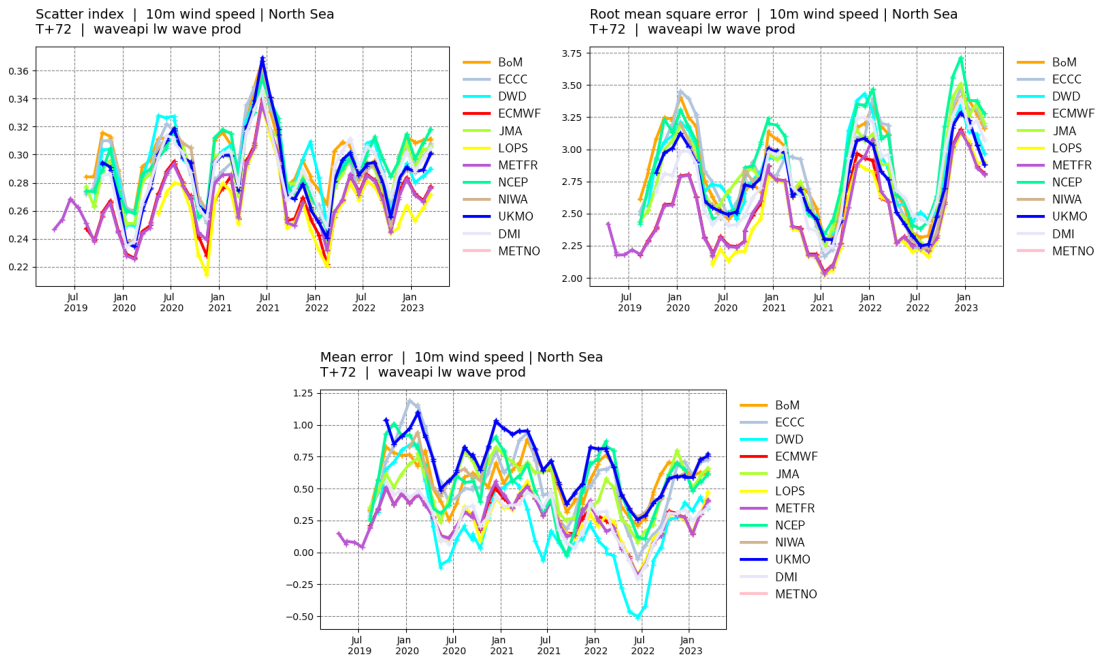 Scatter index | 10m wind speed | North Sea
T+72 | waveapi lw wave prod
0.36
0.34
0.32
0.30
0.28
0.26
0.24
0.22
Jul Jan Jul Jan Jul Jan Jul Jan
2019 2020 2020 2021 2021 2022 2022 2023
BoM
ECCC
DWD
ECMWF
JMA
LOPS
METFR
NCEP
NIWA
UKMO
DMI
METNO
Root mean square error | 10m wind speed | North Sea
T+72 | waveapi lw wave prod
3.75
3.50
3.25
3.00
2.75
2.50
2.25
2.00
Jul Jan Jul Jan Jul Jan Jul Jan
2019 2020 2020 2021 2021 2022 2022 2023
BoM
ECCC
DWD
ECMWF
JMA
LOPS
METFR
NCEP
NIWA
UKMO
DMI
METNO
Mean error | 10m wind speed | North Sea
T+72 | waveapi lw wave prod
1.25
1.00
0.75
0.50
0.25
0.00
−0.25
−0.50
Jul Jan Jul Jan Jul Jan Jul Jan
2019 2020 2020 2021 2021 2022 2022 2023
BoM
ECCC
DWD
ECMWF
JMA
LOPS
METFR
NCEP
NIWA
UKMO
DMI
METNO